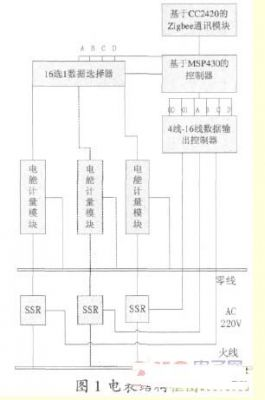 基于CC2420的
Zigbee通讯模块
A B C D
16选1数据选择器
基于MSP430的
控制器
A B C D
4线-16线数据输
出控制器
电能计量模块
电能计量模块
电能计量模块
零线
SSR
SSR
SSR
AC
220V
火线
图1 电表结构框图